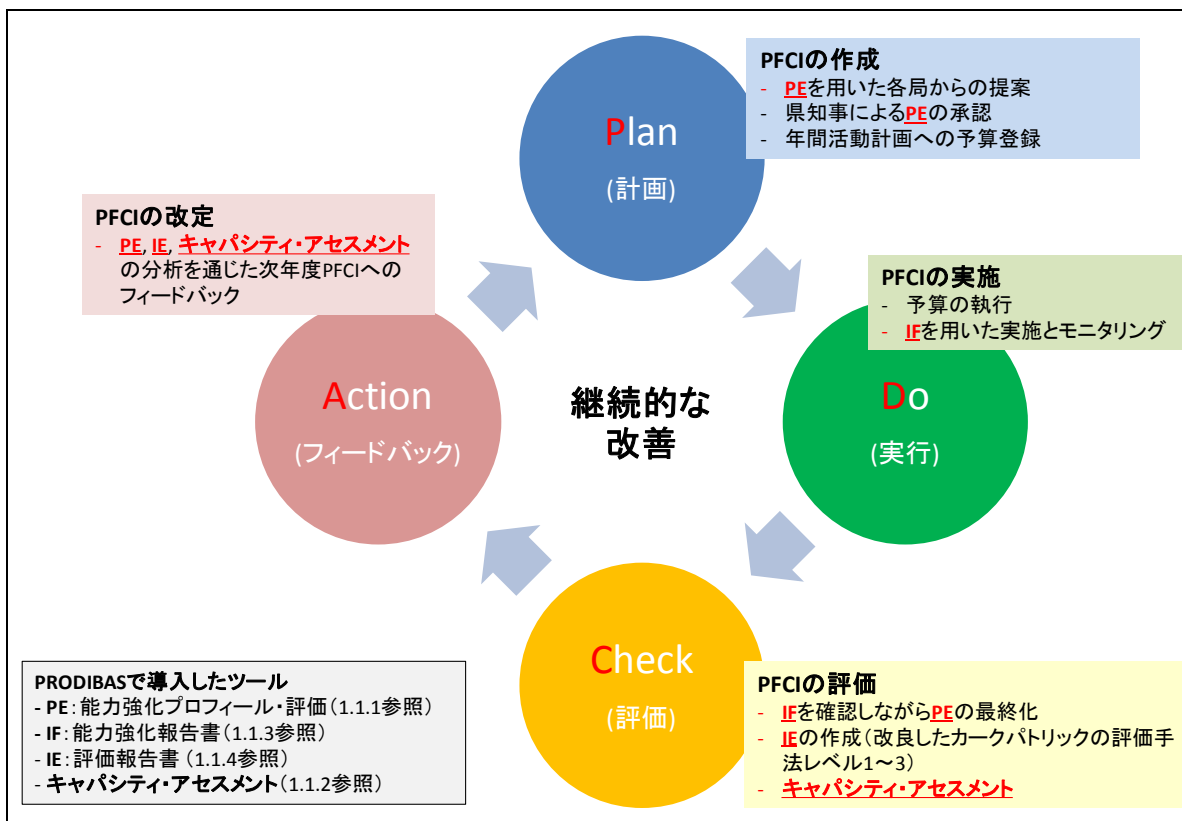 Plan
(計画)
PFCIの作成
- PEを用いた各局からの提案
- 県知事によるPEの承認
- 年間活動計画への予算登録
PFCIの改定
- PE, IE, キャパシティ・アセスメント
の分析を通じた次年度PFCIへの
フィードバック
PFCIの実施
- 予算の執行
- IFを用いた実施とモニタリング
Action
(フィードバック)
継続的な
改善
Do
(実行)
Check
(評価)
PRODIBASで導入したツール
- PE：能力強化プロフィール・評価（1.1.1参照）
- IF：能力強化報告書（1.1.3参照）
- IE：評価報告書（1.1.4参照）
- キャパシティ・アセスメント（1.1.2参照）
PFCIの評価
- IFを確認しながらPEの最終化
- IEの作成（改良したカークパトリックの評価手
法レベル1～3）
- キャパシティ・アセスメント